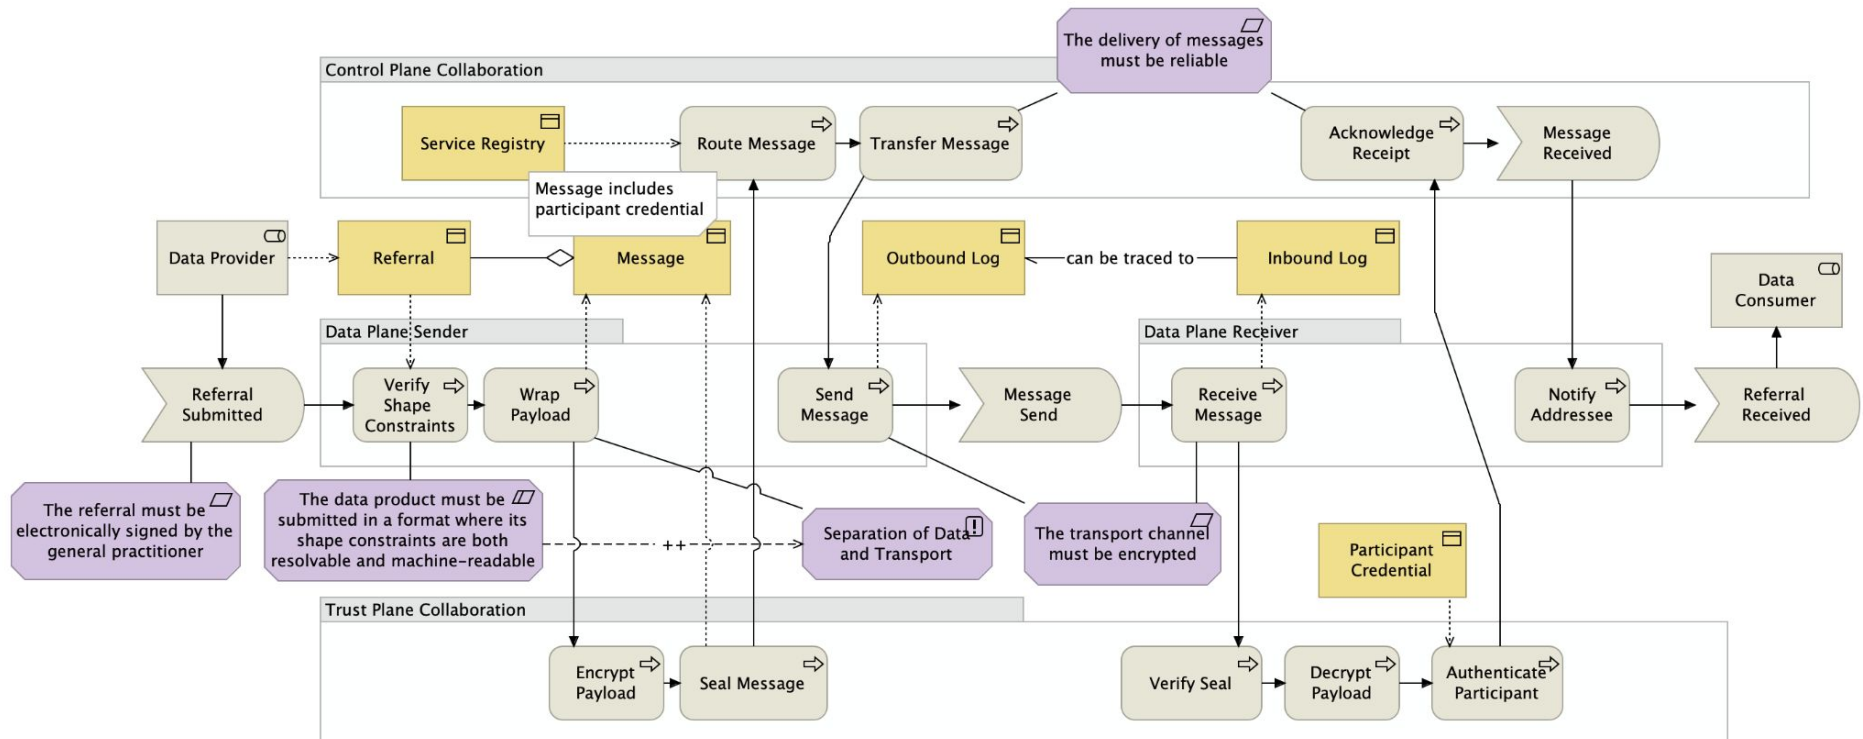 The delivery of messages
must be reliable
Control Plane Collaboration
Service Registry
Route Message
Transfer Message
Acknowledge
Receipt
Message
Received
Message includes
participant credential
Data Provider
Referral
Message
Outbound Log
can be traced to
Inbound Log
Data
Consumer
Data Plane Sender
Data Plane Receiver
Referral
Submitted
Verify
Shape
Constraints
Wrap
Payload
Send
Message
Message
Send
Receive
Message
Notify
Addressee
Referral
Received
The referral must be
electronically signed by the
general practitioner
The data product must be
submitted in a format where its
shape constraints are both
resolvable and machine-readable
++
Separation of Data
and Transport
The transport channel
must be encrypted
Participant
Credential
Trust Plane Collaboration
Encrypt
Payload
Seal Message
Verify Seal
Decrypt
Payload
Authenticate
Participant